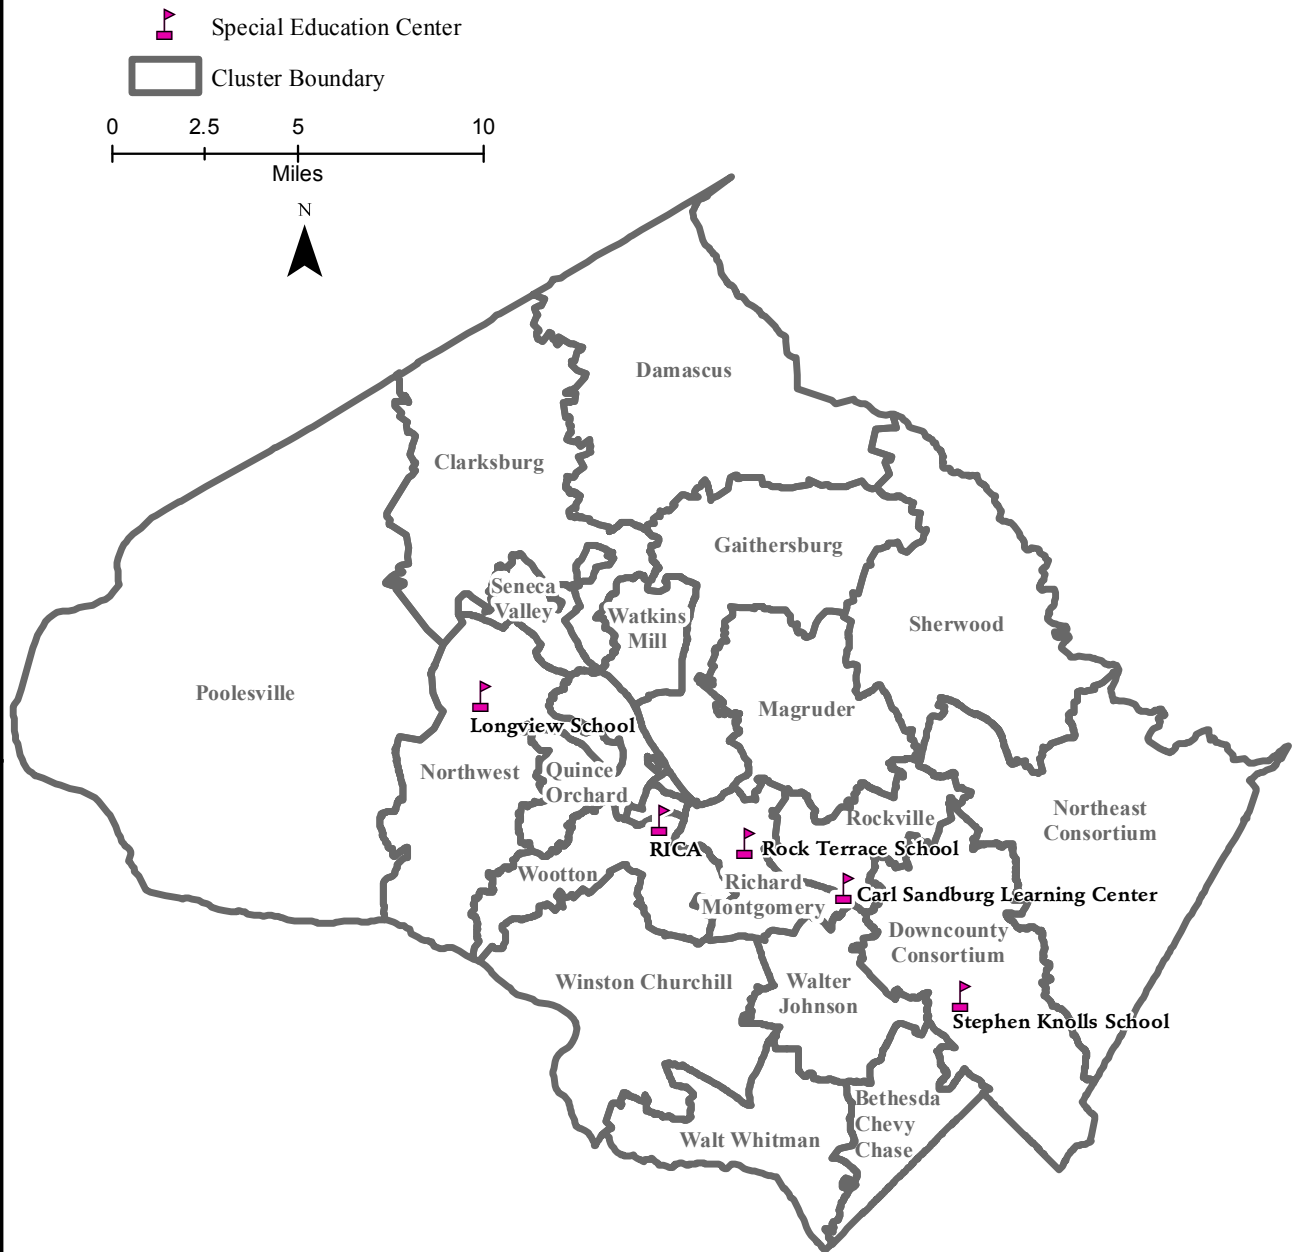 Special Education Center
Cluster Boundary
0 2.5 5 10
Miles
N
Damascus
Clarksburg
Gaithersburg
Seneca
Valley
Watkins
Mill
Sherwood
Poolesville
Magruder
Longview School
Northwest
Quince
Orchard
Northeast
Consortium
Rockville
RICA
Rock Terrace School
Wootton
Richard
Montgomery
Carl Sandburg Learning Center
Downcounty
Consortium
Winston Churchill
Walter
Johnson
Stephen Knolls School
Bethesda
Chevy
Chase
Walt Whitman